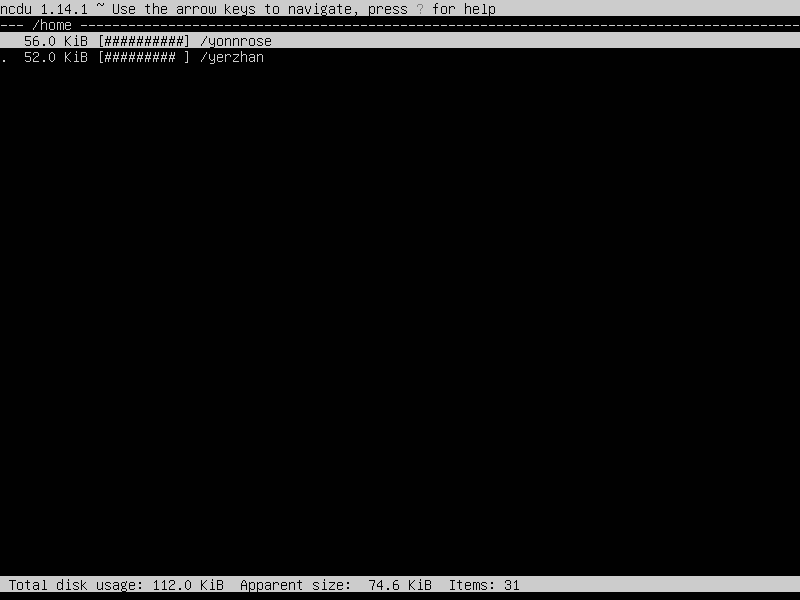 ncdu 1.14.1 ~ Use the arrow keys to navigate, press ? for help
--- /home ------------------------------------------------------------------------------------------
    56.0 KiB [##########] /yonnrose
.  52.0 KiB [######### ] /yerzhan
Total disk usage: 112.0 KiB  Apparent size:  74.6 KiB  Items: 31